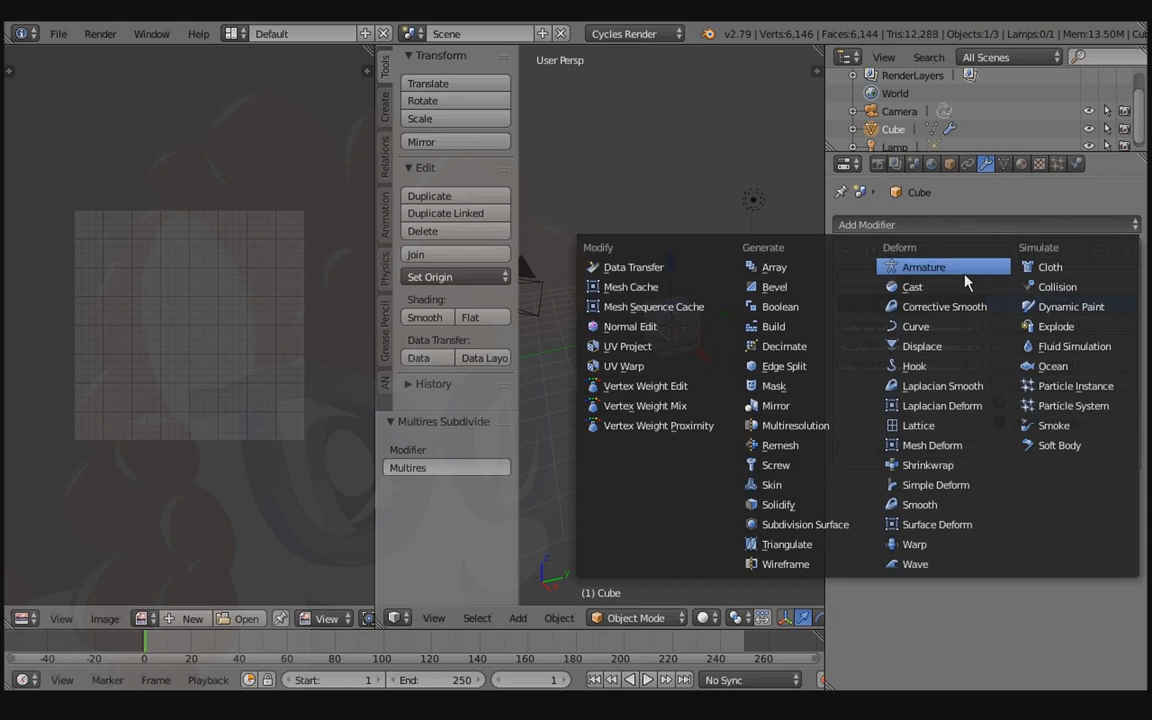 File Render Window Help Default Scene Cycles Render v2.79 | Verts:6,146 | Faces:6,144 | Tris:12,288 | Objects:1/3 | Lamps:0/1 | Mem:13.50M | Cu
View Search All Scenes
RenderLayers
World
Camera
Cube
Lamp
Tools
Create
Relations
Animation
Physics
Grease Pencil
AN
Transform
Translate
Rotate
Scale
Mirror
Edit
Duplicate
Duplicate Linked
Delete
Join
Set Origin
Shading:
Smooth Flat
Data Transfer:
Data Data Layo
History
Multires Subdivide
Modifier
Multires
User Persp
Cube
Add Modifier
Modify
Data Transfer
Mesh Cache
Mesh Sequence Cache
Normal Edit
UV Project
UV Warp
Vertex Weight Edit
Vertex Weight Mix
Vertex Weight Proximity
Generate
Array
Bevel
Boolean
Build
Decimate
Edge Split
Mask
Mirror
Multiresolution
Remesh
Screw
Skin
Solidify
Subdivision Surface
Triangulate
Wireframe
Deform
Armature
Cast
Corrective Smooth
Curve
Displace
Hook
Laplacian Smooth
Laplacian Deform
Lattice
Mesh Deform
Shrinkwrap
Simple Deform
Smooth
Surface Deform
Warp
Wave
Simulate
Cloth
Collision
Dynamic Paint
Explode
Fluid Simulation
Ocean
Particle Instance
Particle System
Smoke
Soft Body
z
y
(1) Cube
View Image New Open View
View Select Add Object Object Mode
-40 -20 0 20 40 60 80 100 120 140 160 180 200 220 240 260
View Marker Frame Playback Start: 1 End: 250 1 No Sync